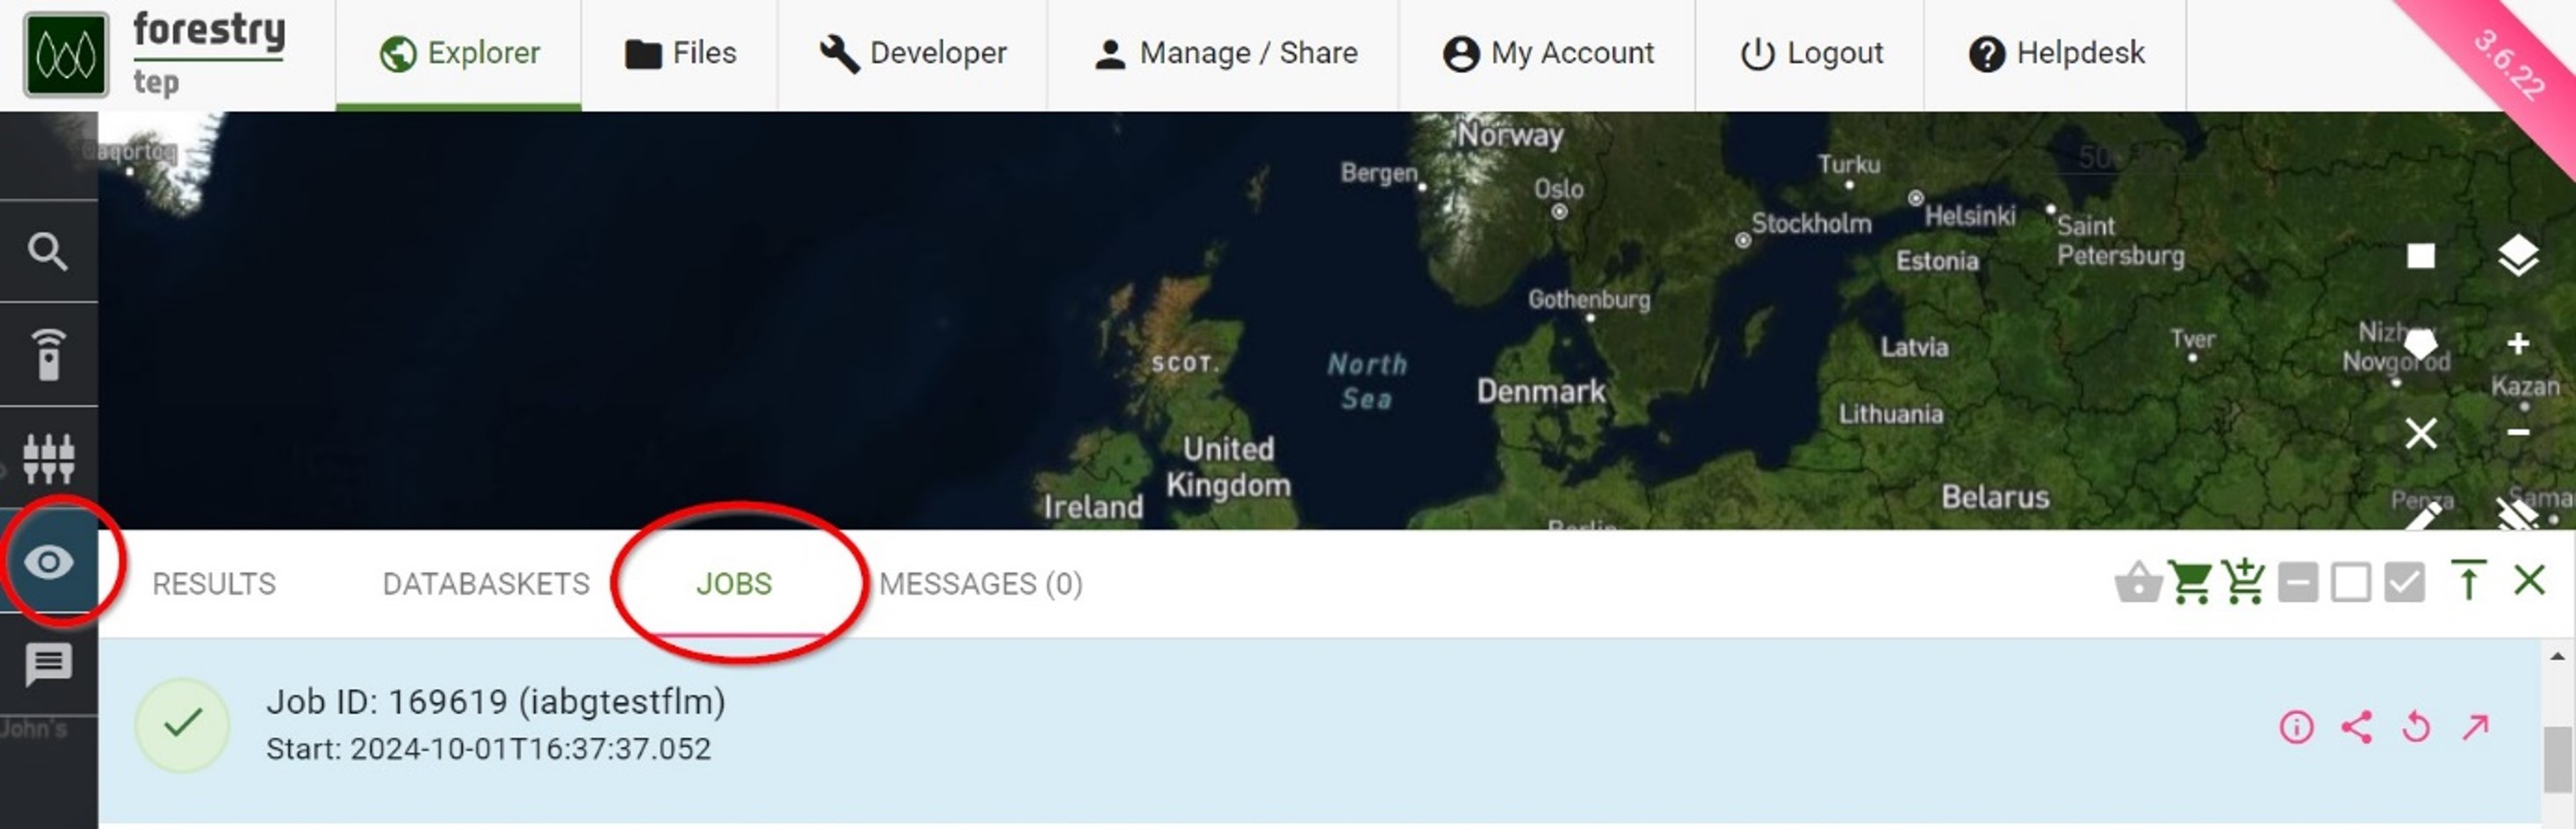 forestry
tep
Explorer
Files
Developer
Manage / Share
My Account
Logout
Helpdesk
3.6.22
Qaqortoq
Norway
Bergen
Oslo
Turku
Stockholm
Helsinki
Saint
Petersburg
Estonia
Gothenburg
SCOT.
North
Sea
Denmark
Latvia
Tver
Novgorod
Kazan
Lithuania
United
Kingdom
Ireland
Belarus
Penza
Sama
Berlin
RESULTS
DATABASKETS
JOBS
MESSAGES (0)
Job ID: 169619 (iabgtestflm)
Start: 2024-10-01T16:37:37.052
John's